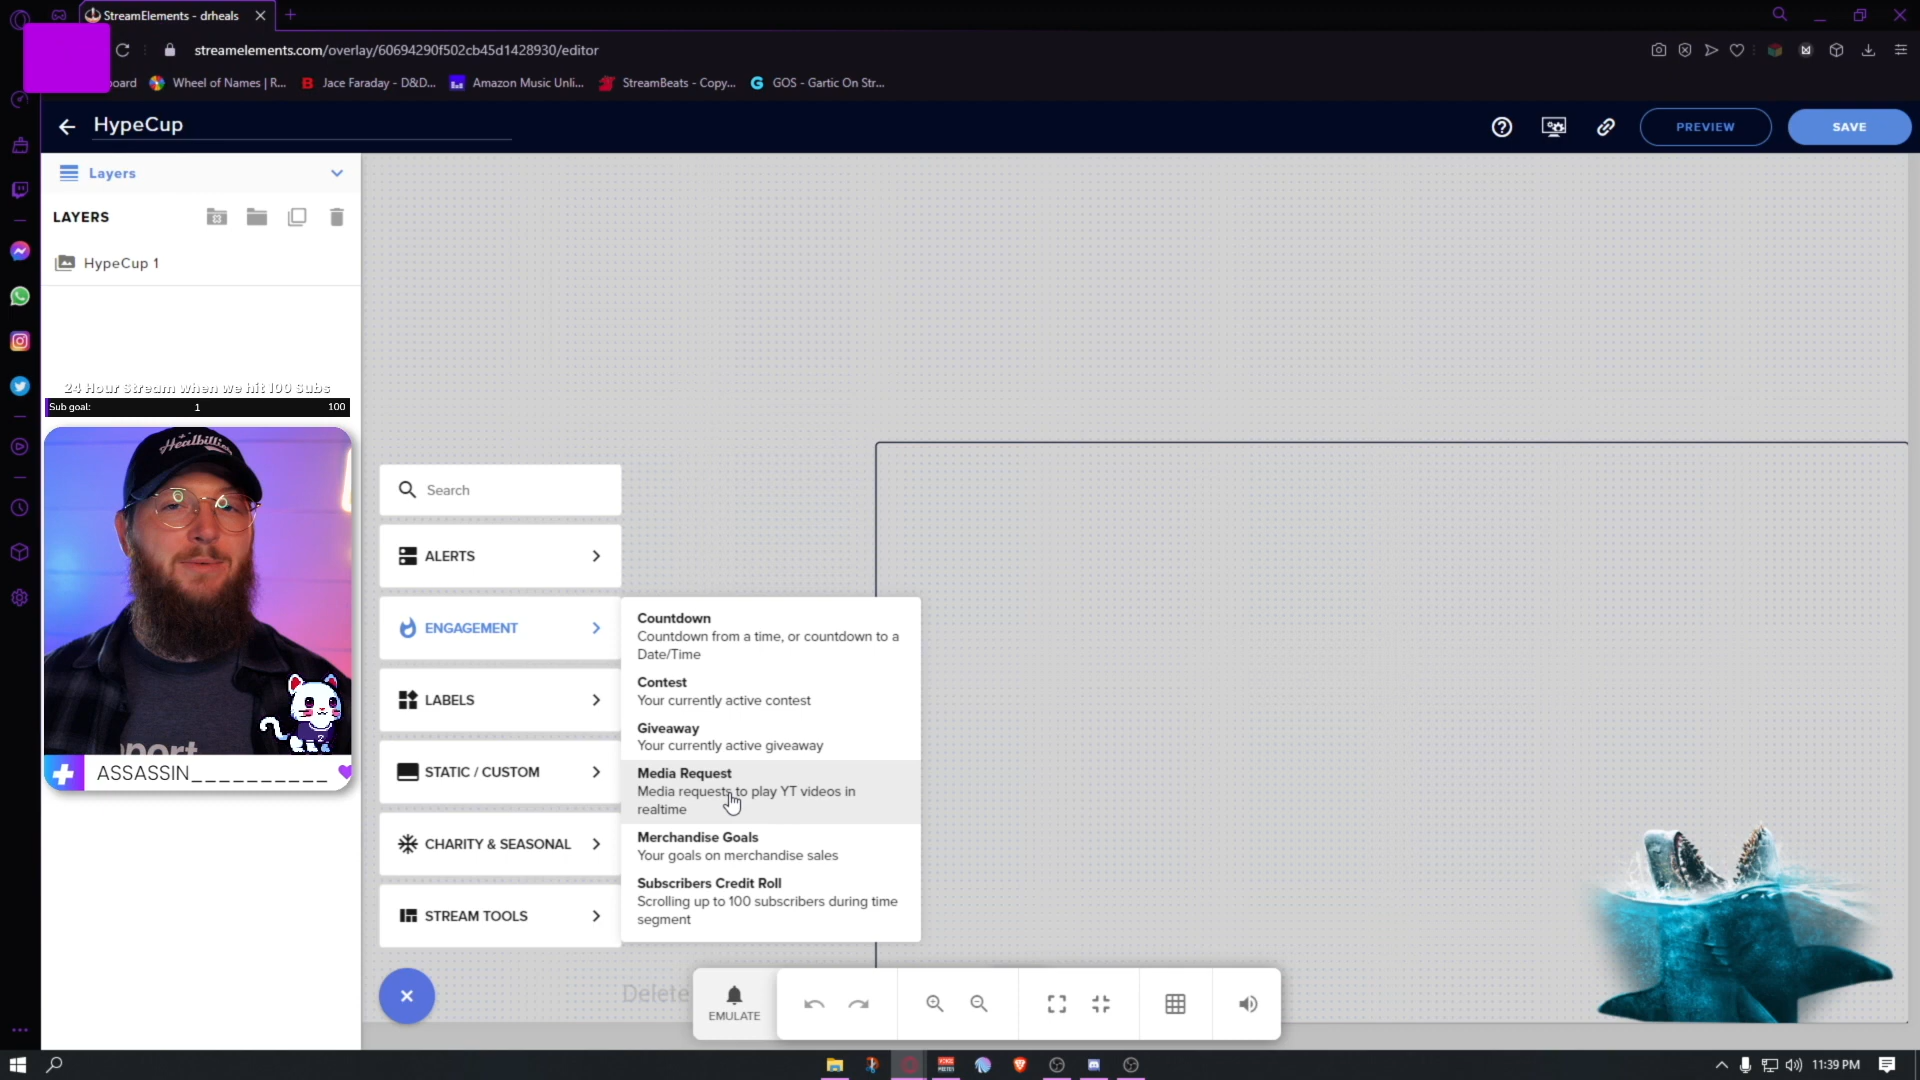 StreamElements - drheals
streamelements.com/overlay/60694290f502cb45d1428930/editor
board
Wheel of Names | R...
Jace Faraday - D&D...
Amazon Music Unli...
StreamBeats - Copy...
GOS - Gartic On Str...
HypeCup
PREVIEW
SAVE
Layers
LAYERS
HypeCup 1
24 Hour Stream when we hit 100 Subs
Sub goal: 1 100
Healbillies
pport
ASSASSIN__________
Search
ALERTS
ENGAGEMENT
LABELS
STATIC / CUSTOM
CHARITY & SEASONAL
STREAM TOOLS
Countdown
Countdown from a time, or countdown to a
Date/Time
Contest
Your currently active contest
Giveaway
Your currently active giveaway
Media Request
Media requests to play YT videos in
realtime
Merchandise Goals
Your goals on merchandise sales
Subscribers Credit Roll
Scrolling up to 100 subscribers during time
segment
Delete
EMULATE
11:39 PM